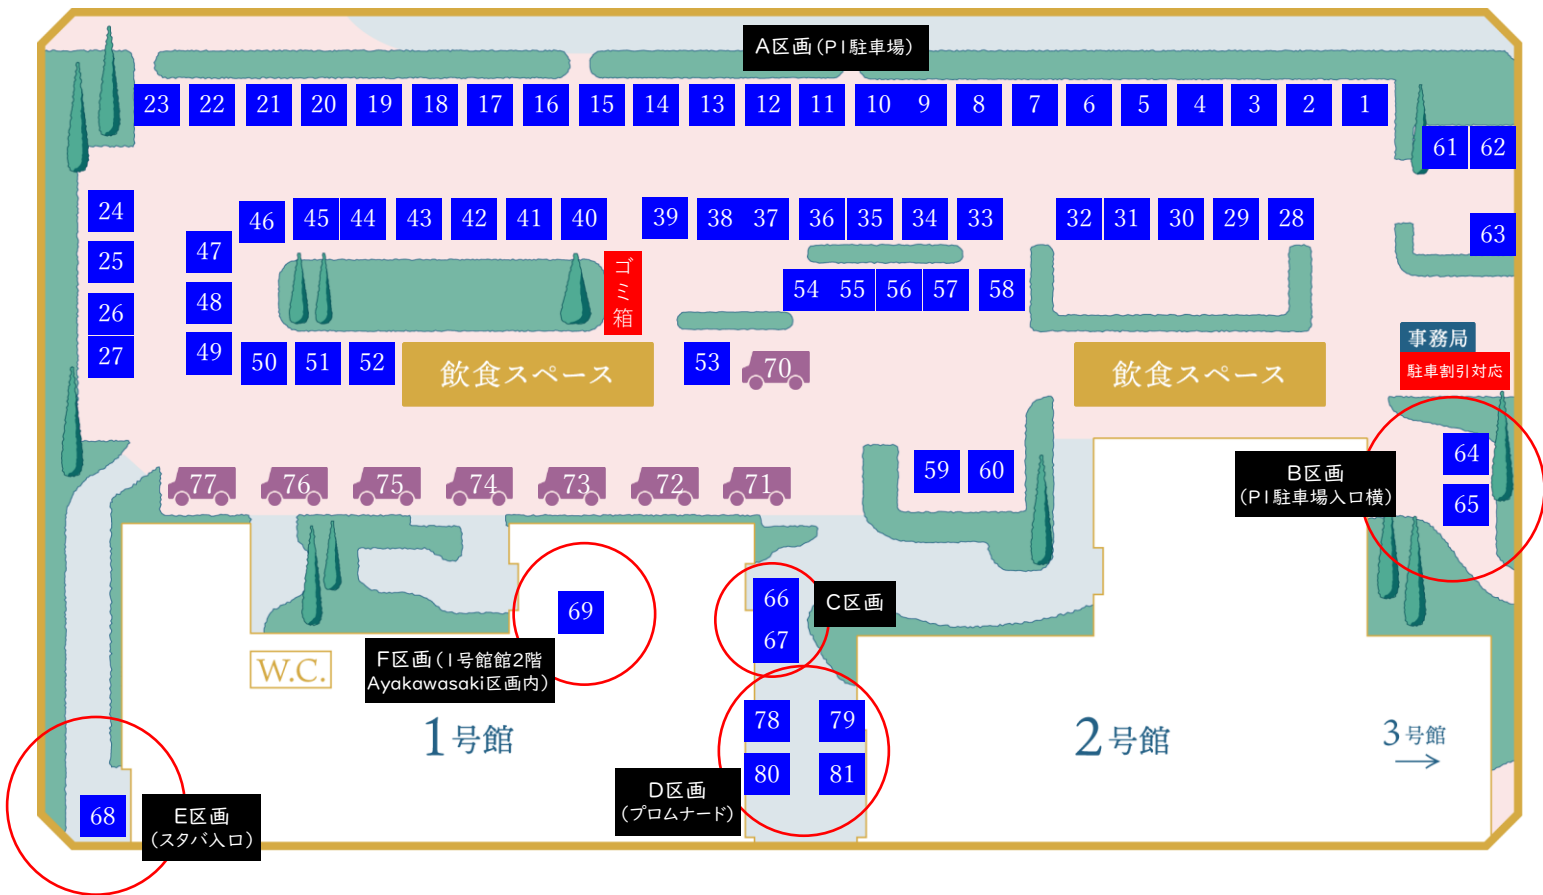 A区画(P1駐車場)
23 22 21 20 19 18 17 16 15 14 13 12 11 10 9 8 7 6 5 4 3 2 1
61 62
24 46 45 44 43 42 41 40 39 38 37 36 35 34 33 32 31 30 29 28
63
25 47
ゴミ箱
26 48 54 55 56 57 58
事務局
駐車割引対応
27 49 50 51 52
飲食スペース
53 70
飲食スペース
64
B区画
(P1駐車場入口横)
65
77 76 75 74 73 72 71
59 60
66
C区画
67
69
F区画(1号館館2階
Ayakawasaki区画内)
W.C.
1号館
78 79
2号館
3号館
80 81
D区画
(プロムナード)
68
E区画
(スタバ入口)